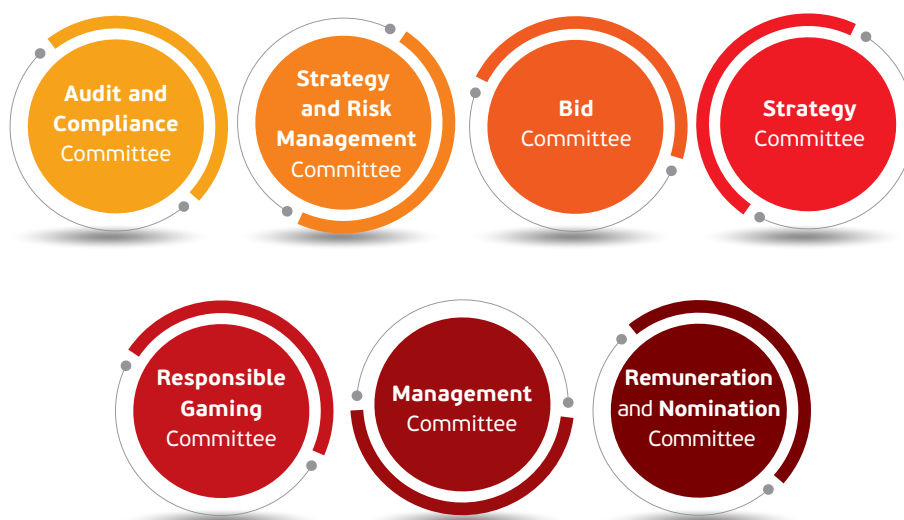 Audit and
Compliance
Committee
Strategy
and Risk
Management
Committee
Bid
Committee
Strategy
Committee
Responsible
Gaming
Committee
Management
Committee
Remuneration
and Nomination
Committee